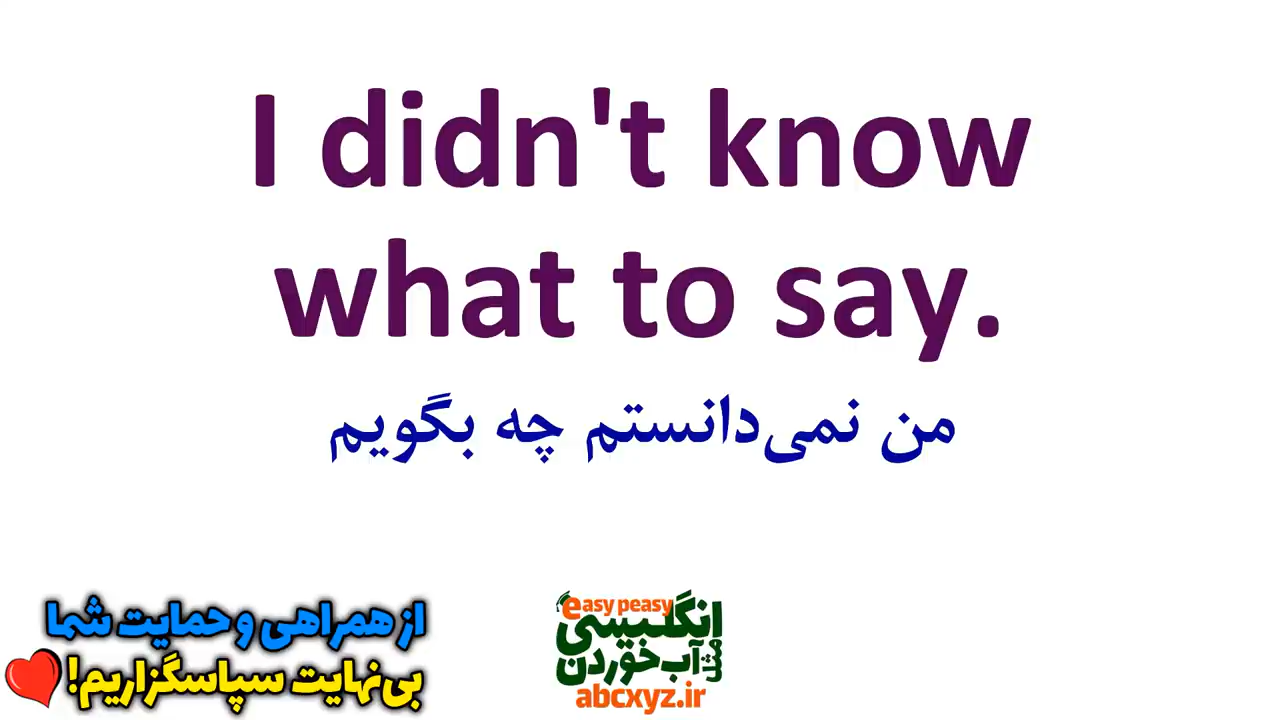 I didn't know
what to say.
من نمی‌دانستم چه بگویم
از همراهی و حمایت شما
بی‌نهایت سپاسگزاریم!
easy peasy
انگلیسی
مثل آب خوردن
abcxyz.ir